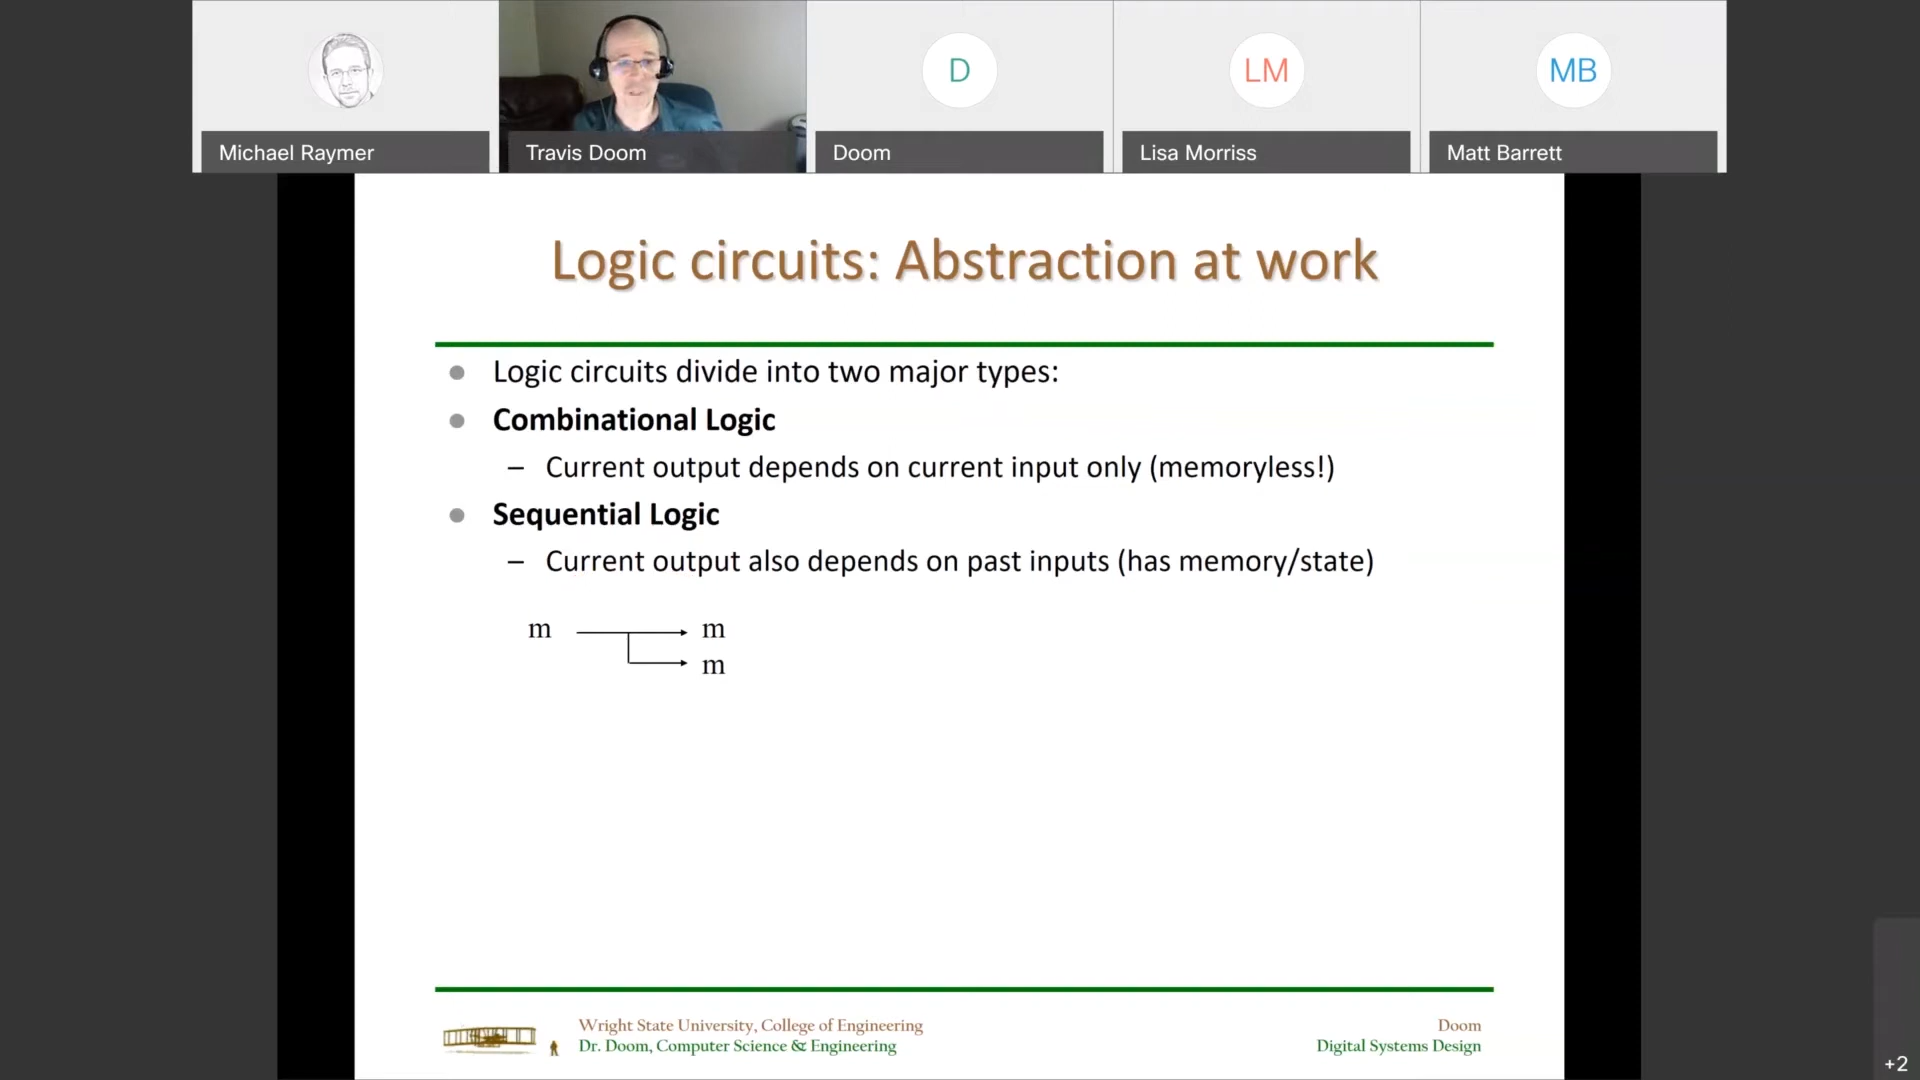 D
LM
MB
Michael Raymer
Travis Doom
Doom
Lisa Morriss
Matt Barrett
Logic circuits: Abstraction at work
Logic circuits divide into two major types:
Combinational Logic
– Current output depends on current input only (memoryless!)
Sequential Logic
– Current output also depends on past inputs (has memory/state)
m m
m
Wright State University, College of Engineering
Dr. Doom, Computer Science & Engineering
Doom
Digital Systems Design
+2